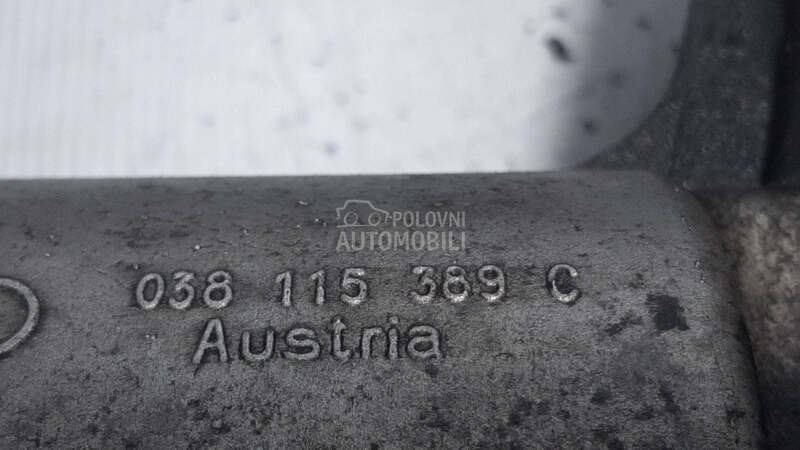 POLOVNI
AUTOMOBILI
038 115 389 C
Austria